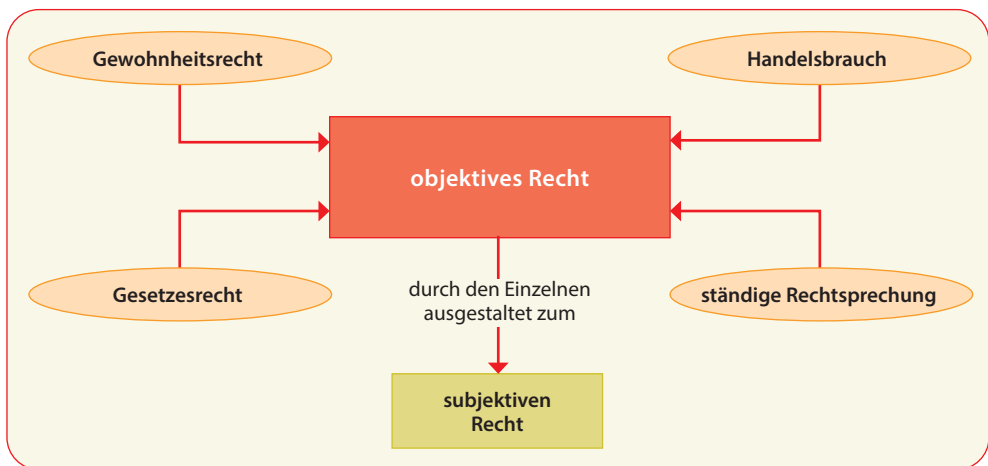 Gewohnheitsrecht
Handelsbrauch
objektives Recht
Gesetzesrecht
ständige Rechtsprechung
durch den Einzelnen
ausgestaltet zum
subjektiven
Recht